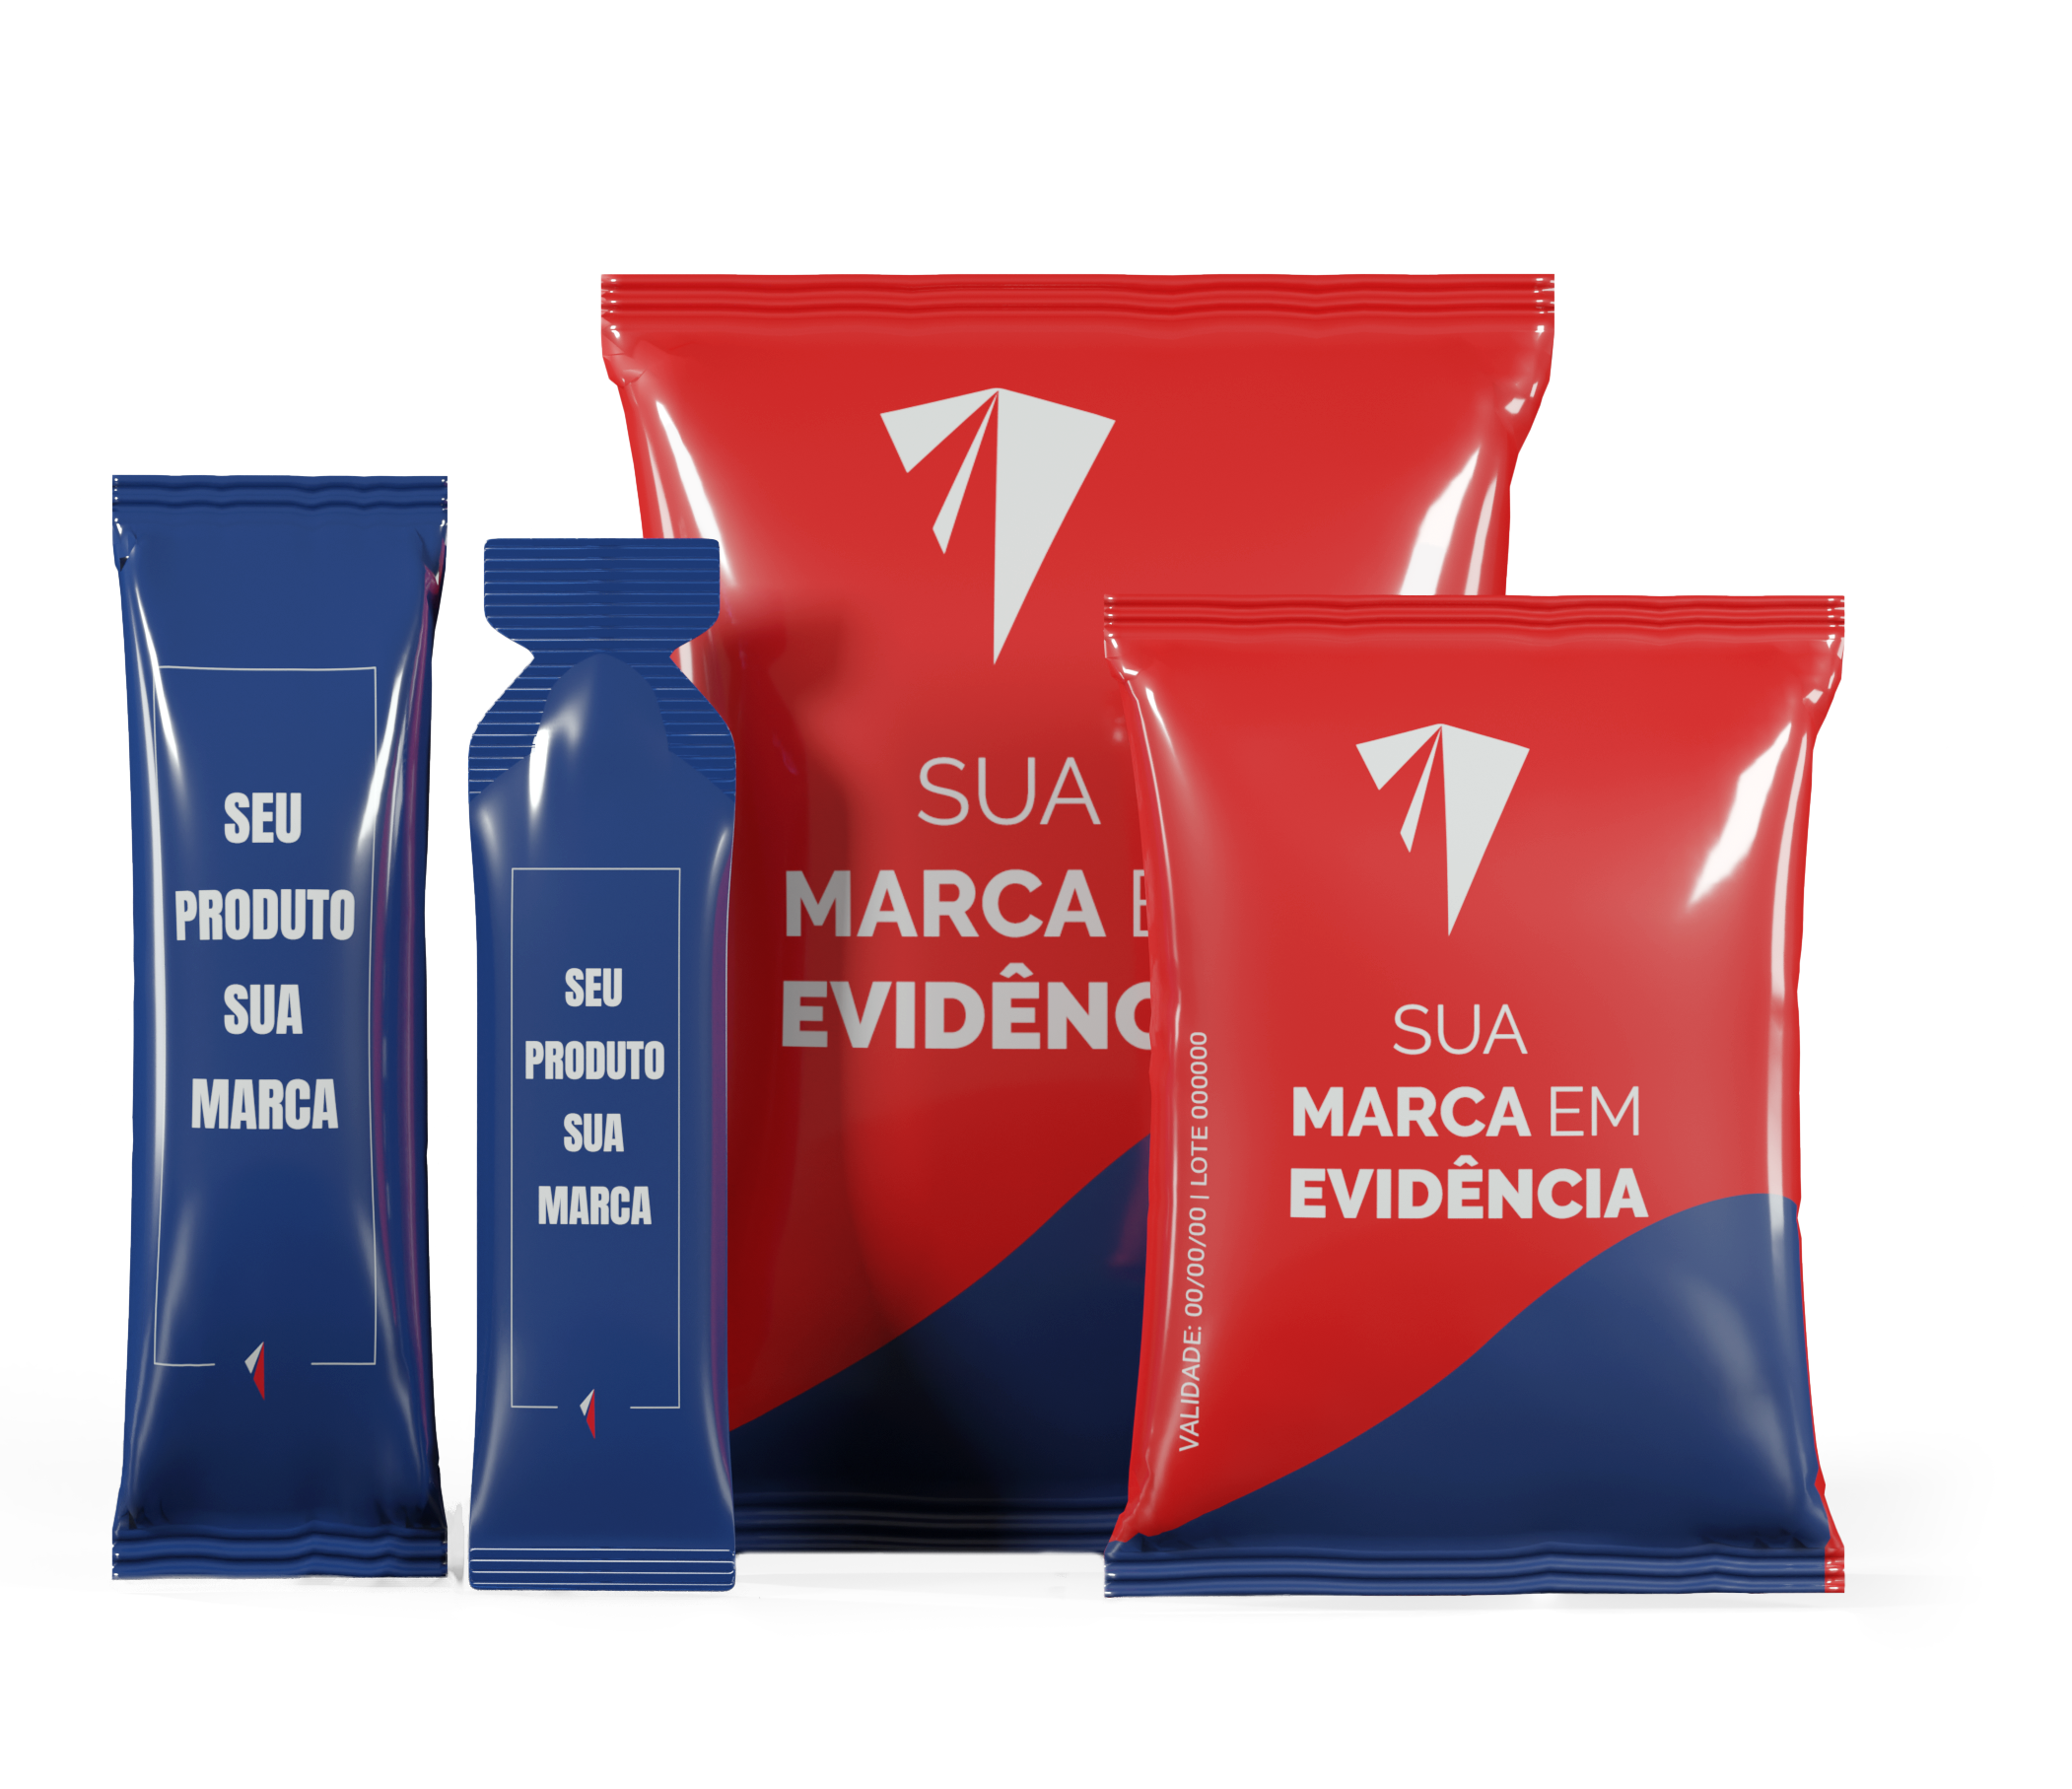 SEU
PRODUTO
SUA
MARCA
SEU
PRODUTO
SUA
MARCA
SUA
MARCA E
EVIDÊNC
SUA
MARCA EM
EVIDÊNCIA
VALIDADE: 00/00/00 | LOTE 000000